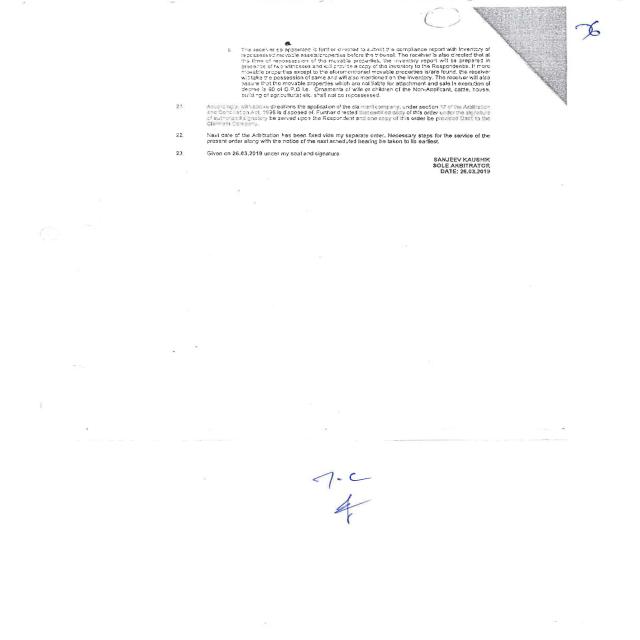 76
The receiver so appointed is further directed to submit the compliance report with Inventory of
repossessed movable assets/properties before the tribunal. The receiver is also directed that at
the time of repossession of the movable properties, the inventory report will be prepared in
presence of two witnesses and will provide a copy of the inventory to the Respondents. If more
movable properties except to the aforementioned movable properties is/are found, the receiver
will take the possession of same and will also mentioned on the inventory. The receiver will also
ensure that the movable properties which are not liable for attachment and sale in execution of
decree is 60 of C.P.C i.e. Ornaments of wife or children of the Non-Applicant, cattle, house,
building of agricultural etc. shall not be repossessed.
21. Accordingly, with above directions the application of the claimant company, under section 17 of the Arbitration
and Conciliation Act, 1996 is disposed of. Further directed that certified copy of this order under the signature
of authorized signatory be served upon the Respondent and one copy of this order be provided Dasti to the
Claimant Company.
22. Next date of the Arbitration has been fixed vide my separate order. Necessary steps for the service of the
present order along with the notice of the next scheduled hearing be taken to its earliest.
23. Given on 26.03.2019 under my seal and signature
SANJEEV KAUSHIK
SOLE ARBITRATOR
DATE: 26.03.2019
T.C